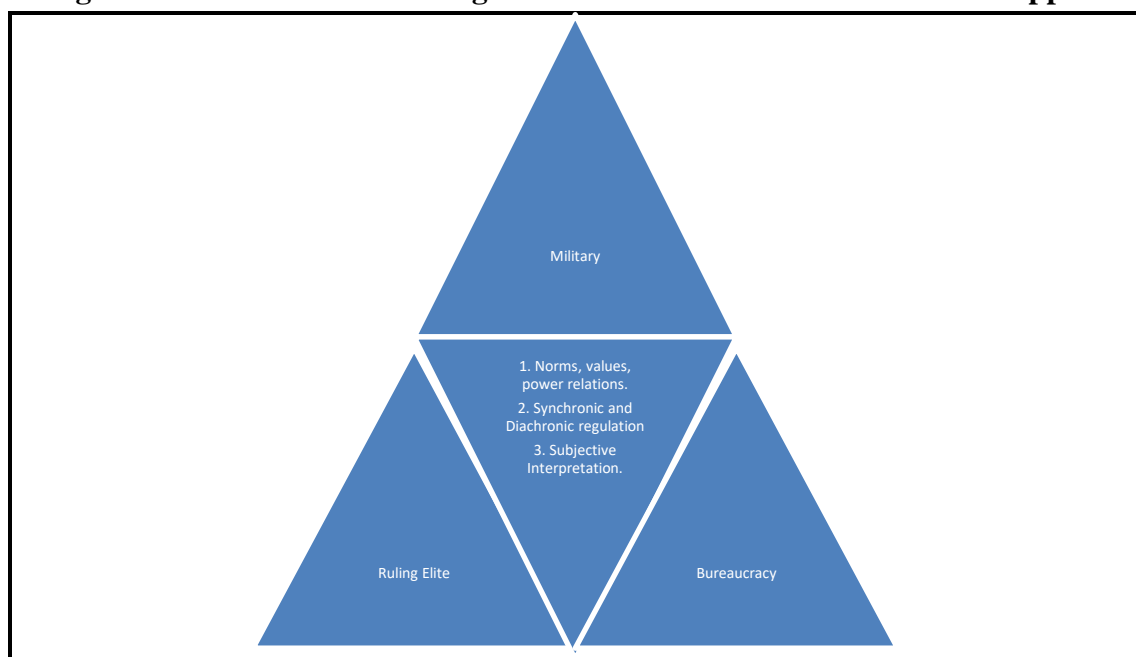 Military
1. Norms, values,
power relations.
2. Synchronic and
Diachronic regulation
3. Subjective
Interpretation.
Ruling Elite
Bureaucracy